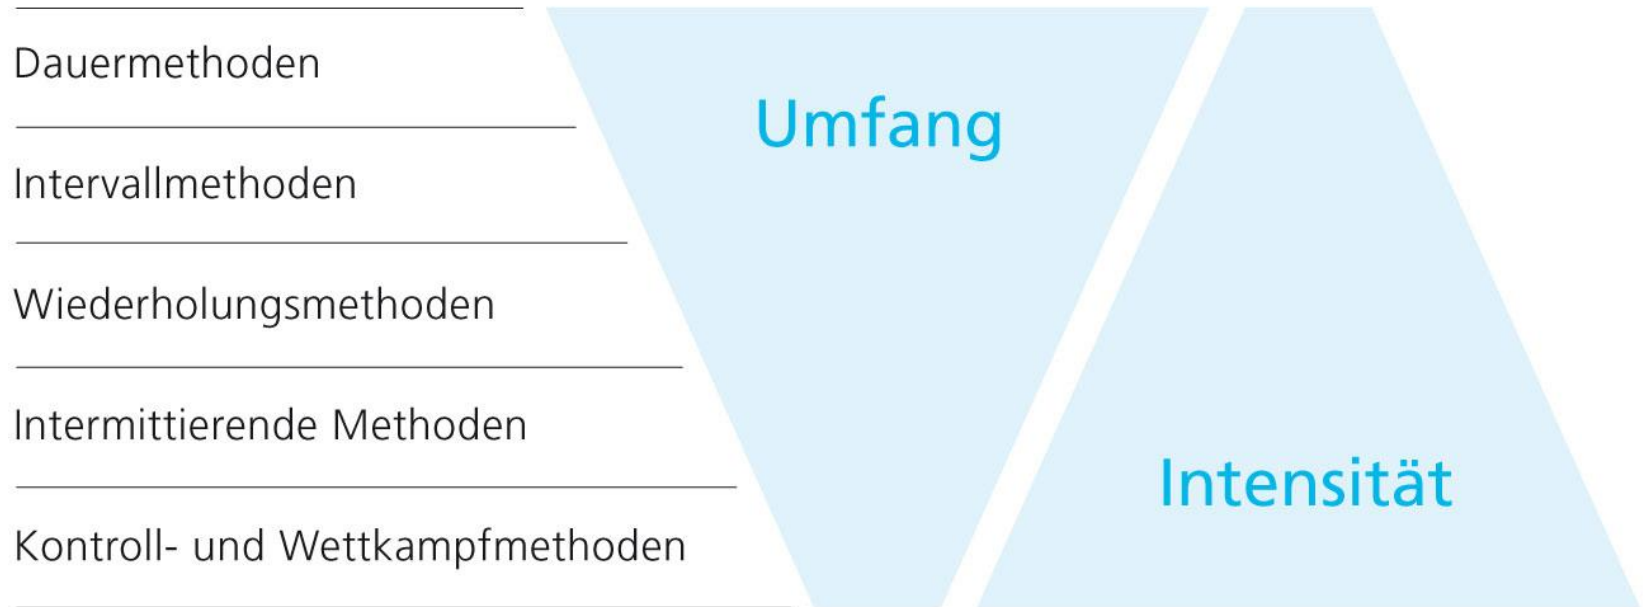 Dauermethoden
Umfang
Intervallmethoden
Wiederholungsmethoden
Intermittierende Methoden
Intensität
Kontroll- und Wettkampfmethoden